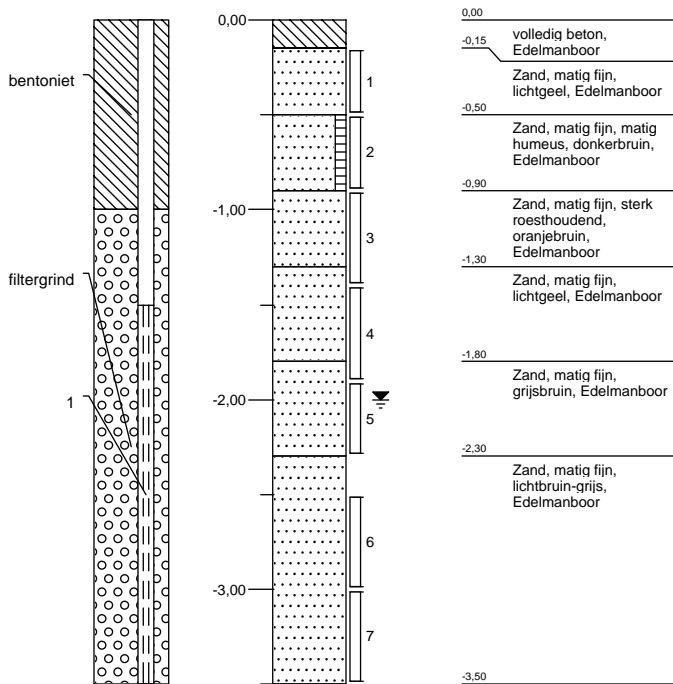 bentoniet
filtergrind
1
0,00
-1,00
-2,00
-3,00
1
2
3
4
5
6
7
0,00
volledig beton,
Edelmanboor
-0,15
Zand, matig fijn,
lichtgeel, Edelmanboor
-0,50
Zand, matig fijn, matig
humeus, donkerbruin,
Edelmanboor
-0,90
Zand, matig fijn, sterk
roesthoudend,
oranjebruin,
Edelmanboor
-1,30
Zand, matig fijn,
lichtgeel, Edelmanboor
-1,80
Zand, matig fijn,
grijsbruin, Edelmanboor
-2,30
Zand, matig fijn,
lichtbruin-grijs,
Edelmanboor
-3,50